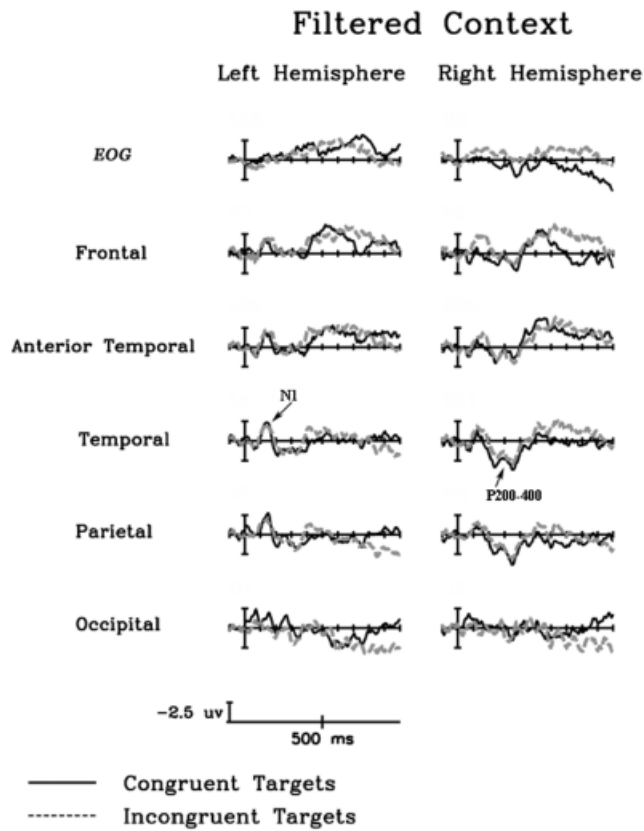 Filtered Context
Left Hemisphere Right Hemisphere
EOG
Frontal
Anterior Temporal
N1
Temporal
P200-400
Parietal
Occipital
-2.5 uv
500 ms
Congruent Targets
Incongruent Targets